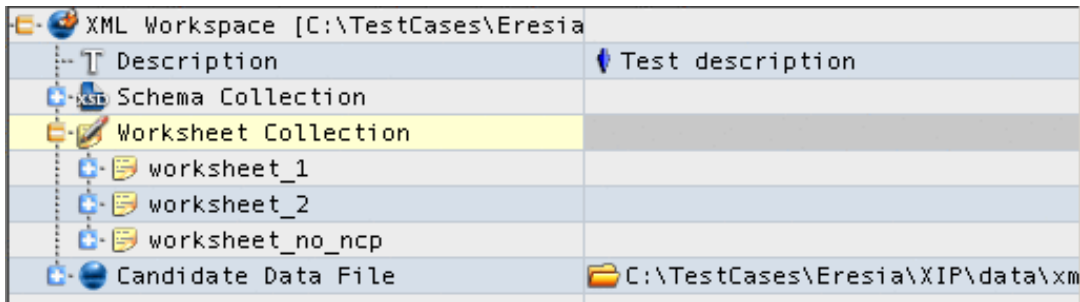 XML Workspace [C:\TestCases\Eresia
Description Test description
XSD Schema Collection
Worksheet Collection
worksheet_1
worksheet_2
worksheet_no_ncp
Candidate Data File C:\TestCases\Eresia\XIP\data\xm